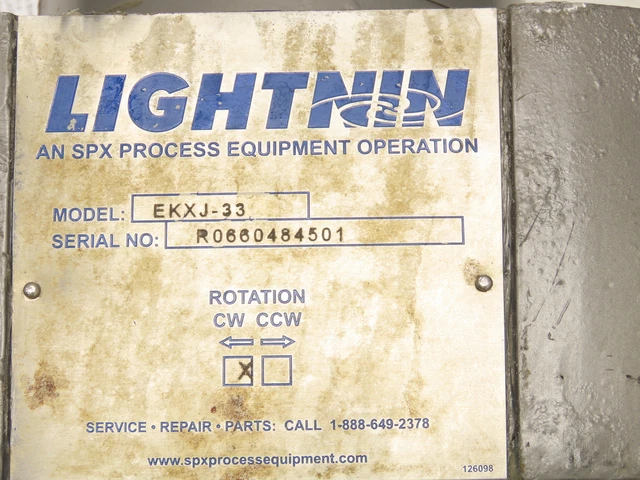 LIGHTNIN
AN SPX PROCESS EQUIPMENT OPERATION
MODEL: EKXJ-33
SERIAL NO: R0660484501
ROTATION
CW CCW
X
SERVICE • REPAIR • PARTS: CALL 1-888-649-2378
www.spxprocessequipment.com
126098